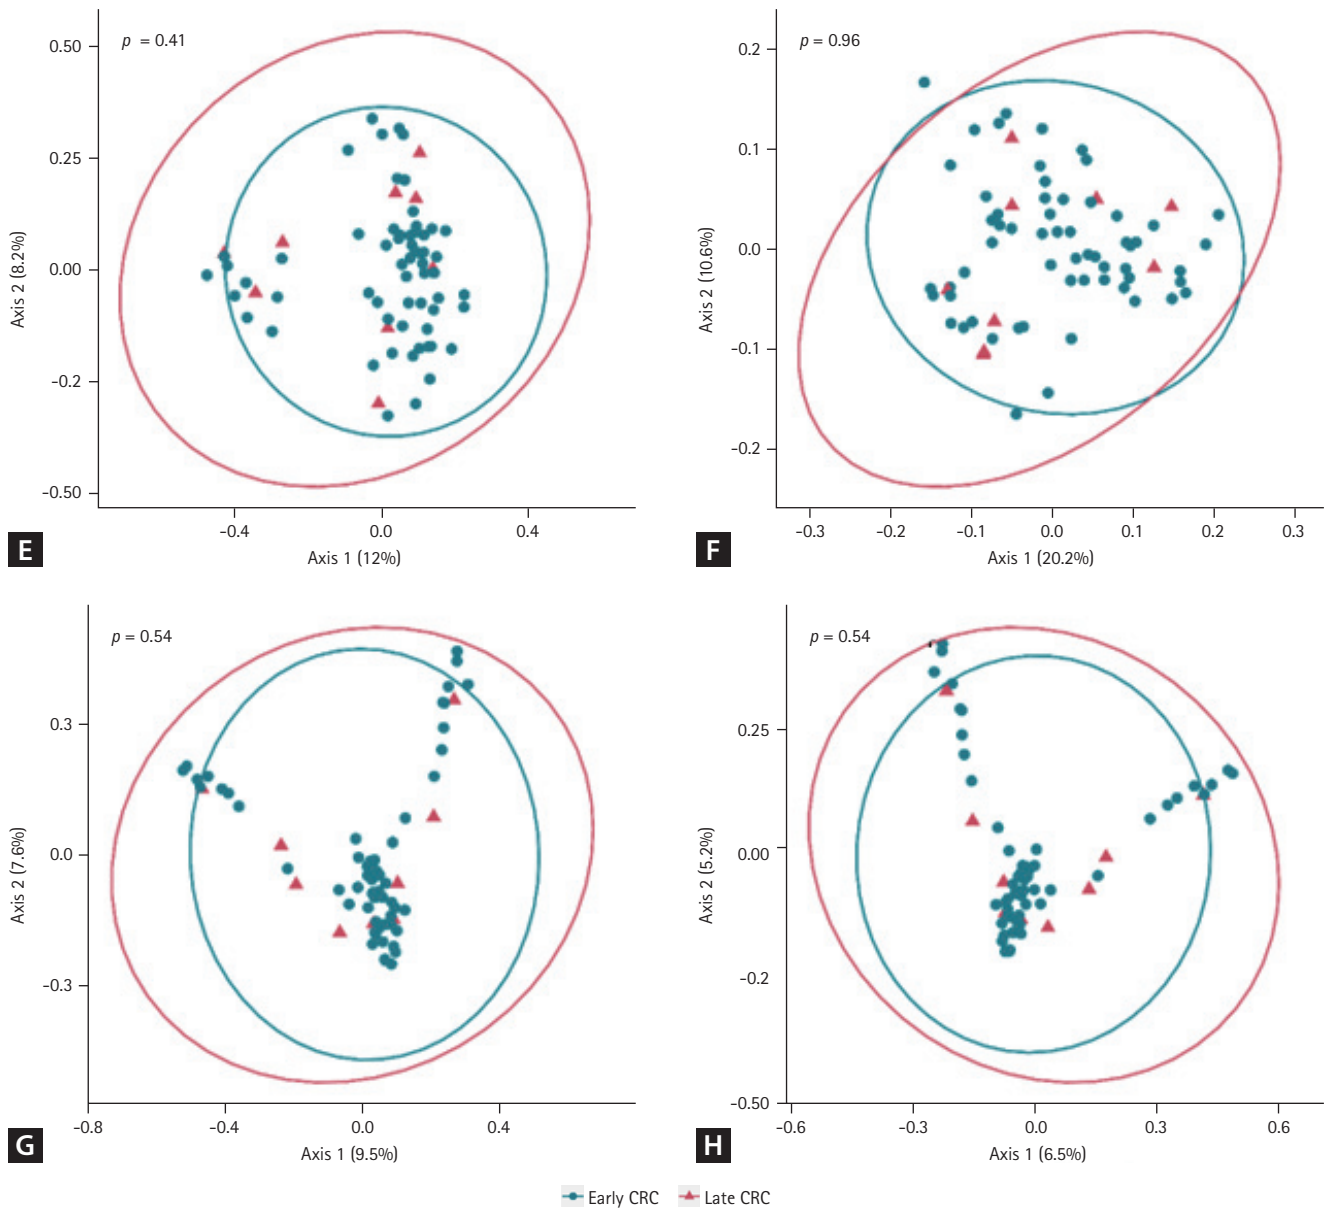 p = 0.41
0.50
0.25
0.00
−0.2
−0.50
Axis 2 (8.2%)
−0.4
0.0
0.4
Axis 1 (12%)
E
p = 0.96
0.2
0.1
0.0
−0.1
−0.2
Axis 2 (10.6%)
−0.3
−0.2
−0.1
0.0
0.1
0.2
0.3
Axis 1 (20.2%)
F
p = 0.54
0.3
0.0
−0.3
Axis 2 (7.6%)
−0.8
−0.4
0.0
0.4
Axis 1 (9.5%)
G
p = 0.54
0.25
0.00
−0.2
−0.50
Axis 2 (5.2%)
−0.6
−0.3
0.0
0.3
0.6
Axis 1 (6.5%)
H
Early CRC
Late CRC